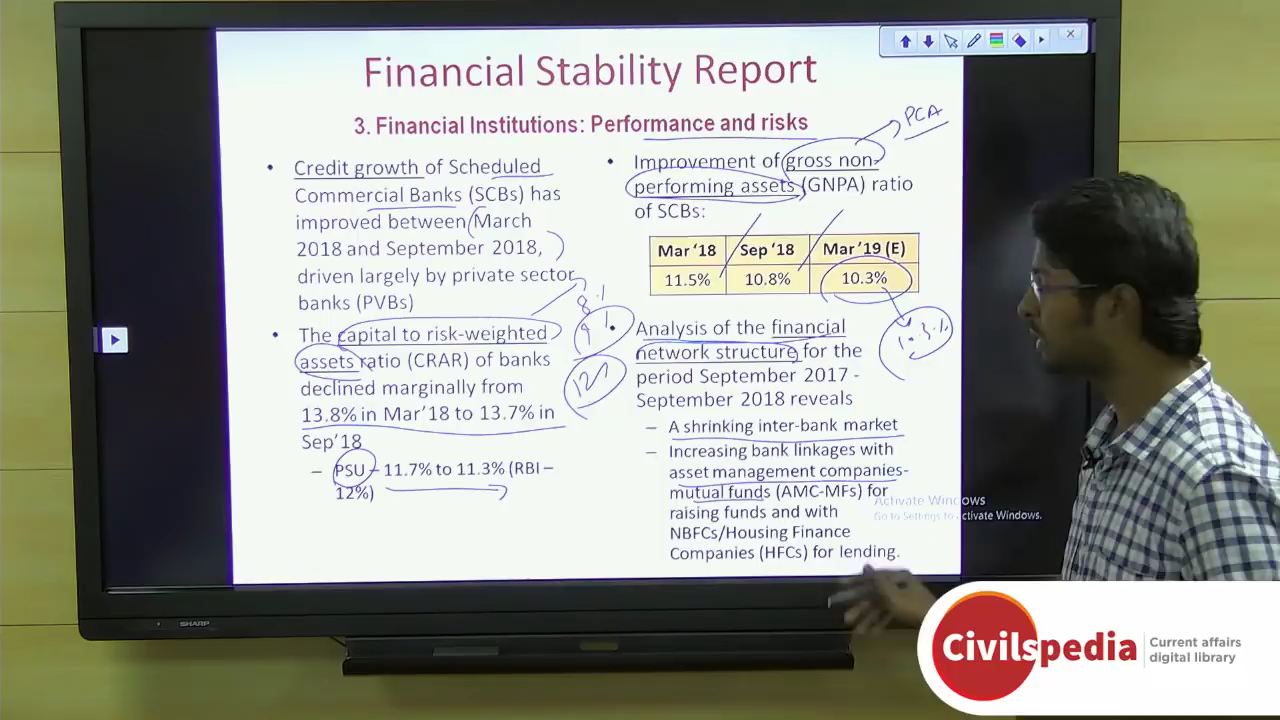 Financial Stability Report
3. Financial Institutions: Performance and risks
• Credit growth of Scheduled
Commercial Banks (SCBs) has
improved between March
2018 and September 2018,
driven largely by private sector
banks (PVBs)
• The capital to risk-weighted
assets ratio (CRAR) of banks
declined marginally from
13.8% in Mar'18 to 13.7% in
Sep'18
– PSU – 11.7% to 11.3% (RBI –
12%)
8%
9%
PCA
• Improvement of gross non-
performing assets (GNPA) ratio
of SCBs:
Mar '18 Sep '18 Mar '19 (E)
11.5% 10.8% 10.3%
• Analysis of the financial
network structure for the
period September 2017 -
September 2018 reveals
– A shrinking inter-bank market
– Increasing bank linkages with
asset management companies-
mutual funds (AMC-MFs) for
raising funds and with
NBFCs/Housing Finance
Companies (HFCs) for lending.
Activate Windows
Go to Settings to activate Windows.
SHARP
Civilspedia
Current affairs
digital library